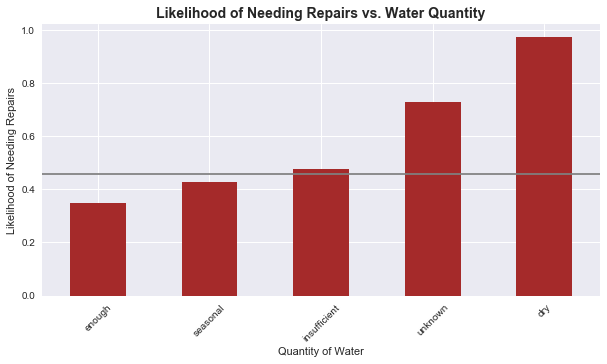 Likelihood of Needing Repairs vs. Water Quantity
1.0
0.8
0.6
0.4
0.2
0.0
Likelihood of Needing Repairs
enough
seasonal
insufficient
unknown
dry
Quantity of Water